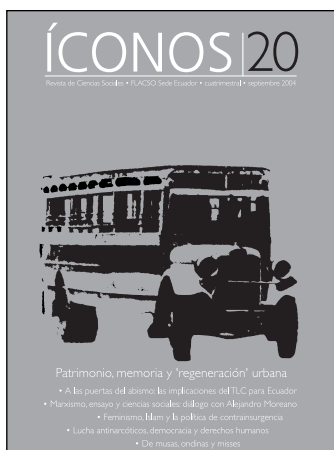 ÍCONOS|20
Revista de Ciencias Sociales • FLACSO Sede Ecuador • cuatrimestral • septiembre 2004
Patrimonio, memoria y 'regeneración' urbana
• A las puertas del abismo: las implicaciones del TLC para Ecuador
• Marxismo, ensayo y ciencias sociales: diálogo con Alejandro Moreano
• Feminismo, Islam y la política de contrainsurgencia
• Lucha antinarcóticos, democracia y derechos humanos
• De musas, ondinas y misses